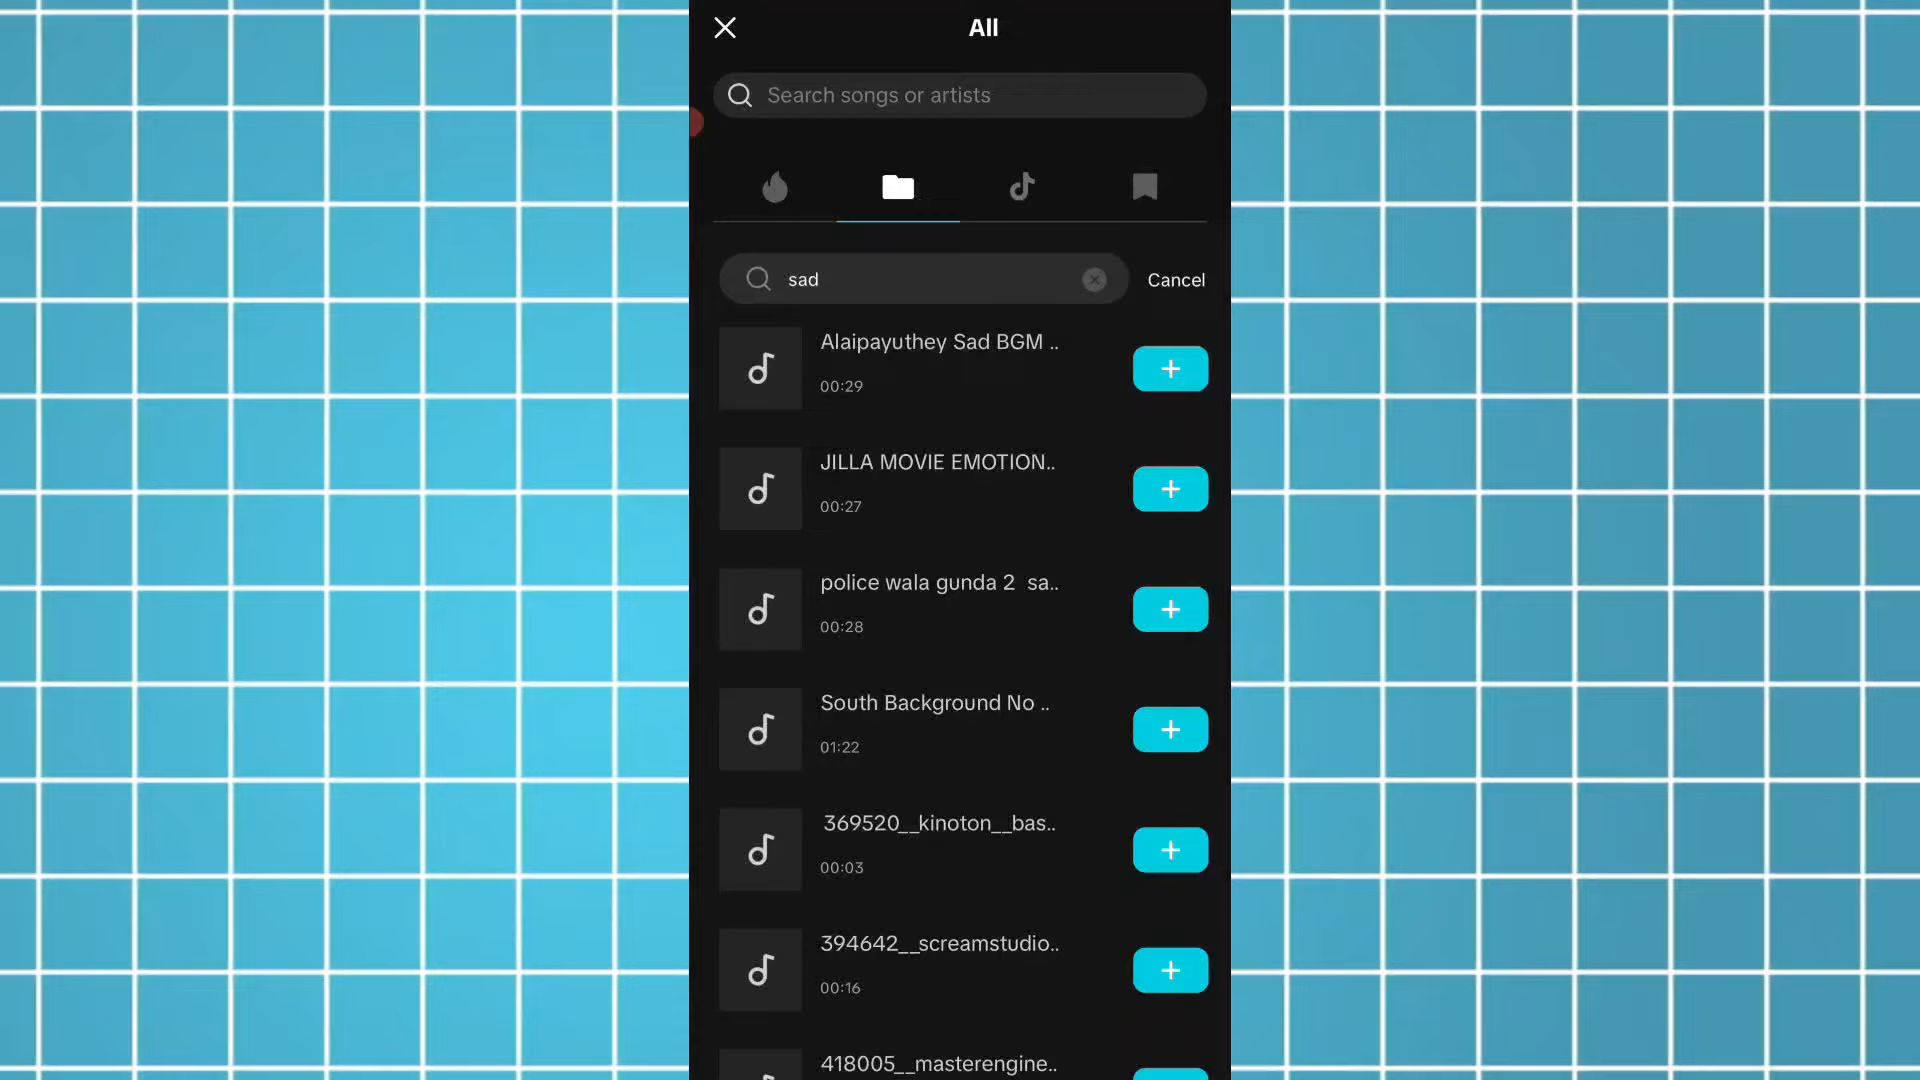 All
Search songs or artists
sad
Cancel
Alaipayuthey Sad BGM ..
00:29
JILLA MOVIE EMOTION..
00:27
police wala gunda 2  sa..
00:28
South Background No ..
01:22
369520__kinoton__bas..
00:03
394642__screamstudio..
00:16
418005__masterengine..